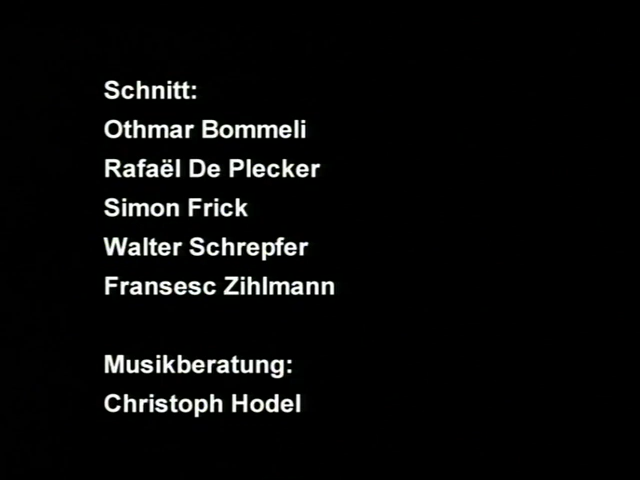 Schnitt:
Othmar Bommeli
Rafaël De Plecker
Simon Frick
Walter Schrepfer
Fransesc Zihlmann
Musikberatung:
Christoph Hodel